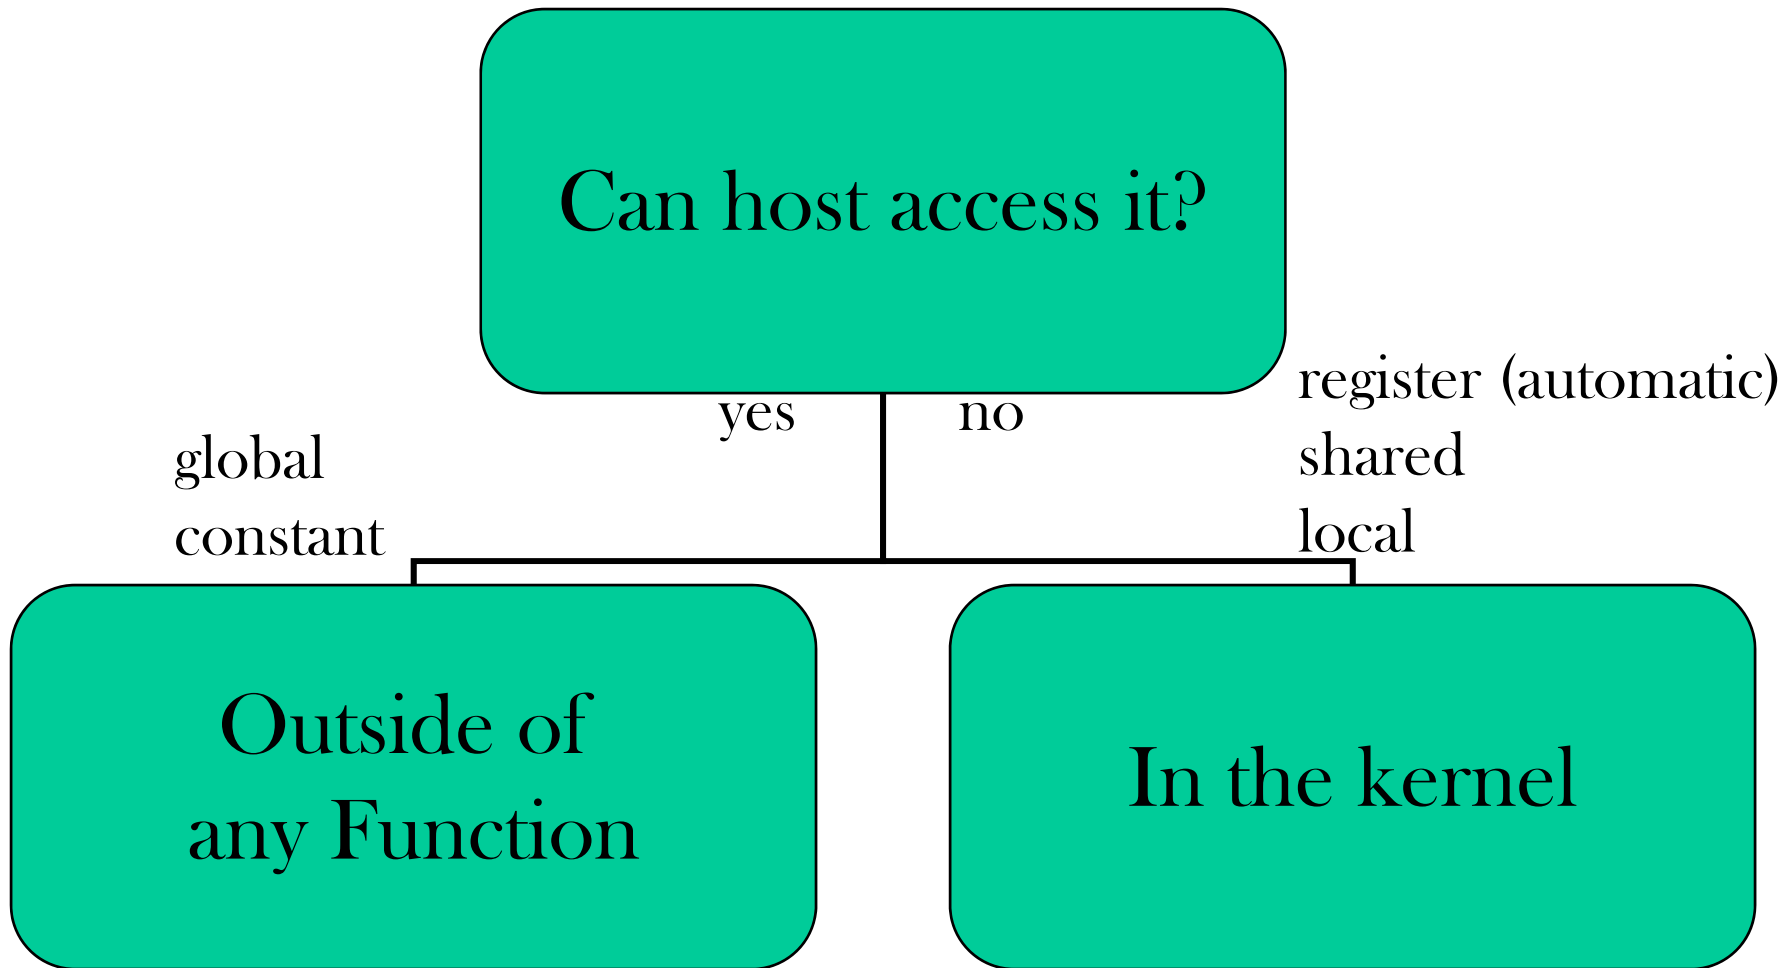 Can host access it?
yes
no
global
constant
register (automatic)
shared
local
Outside of
any Function
In the kernel